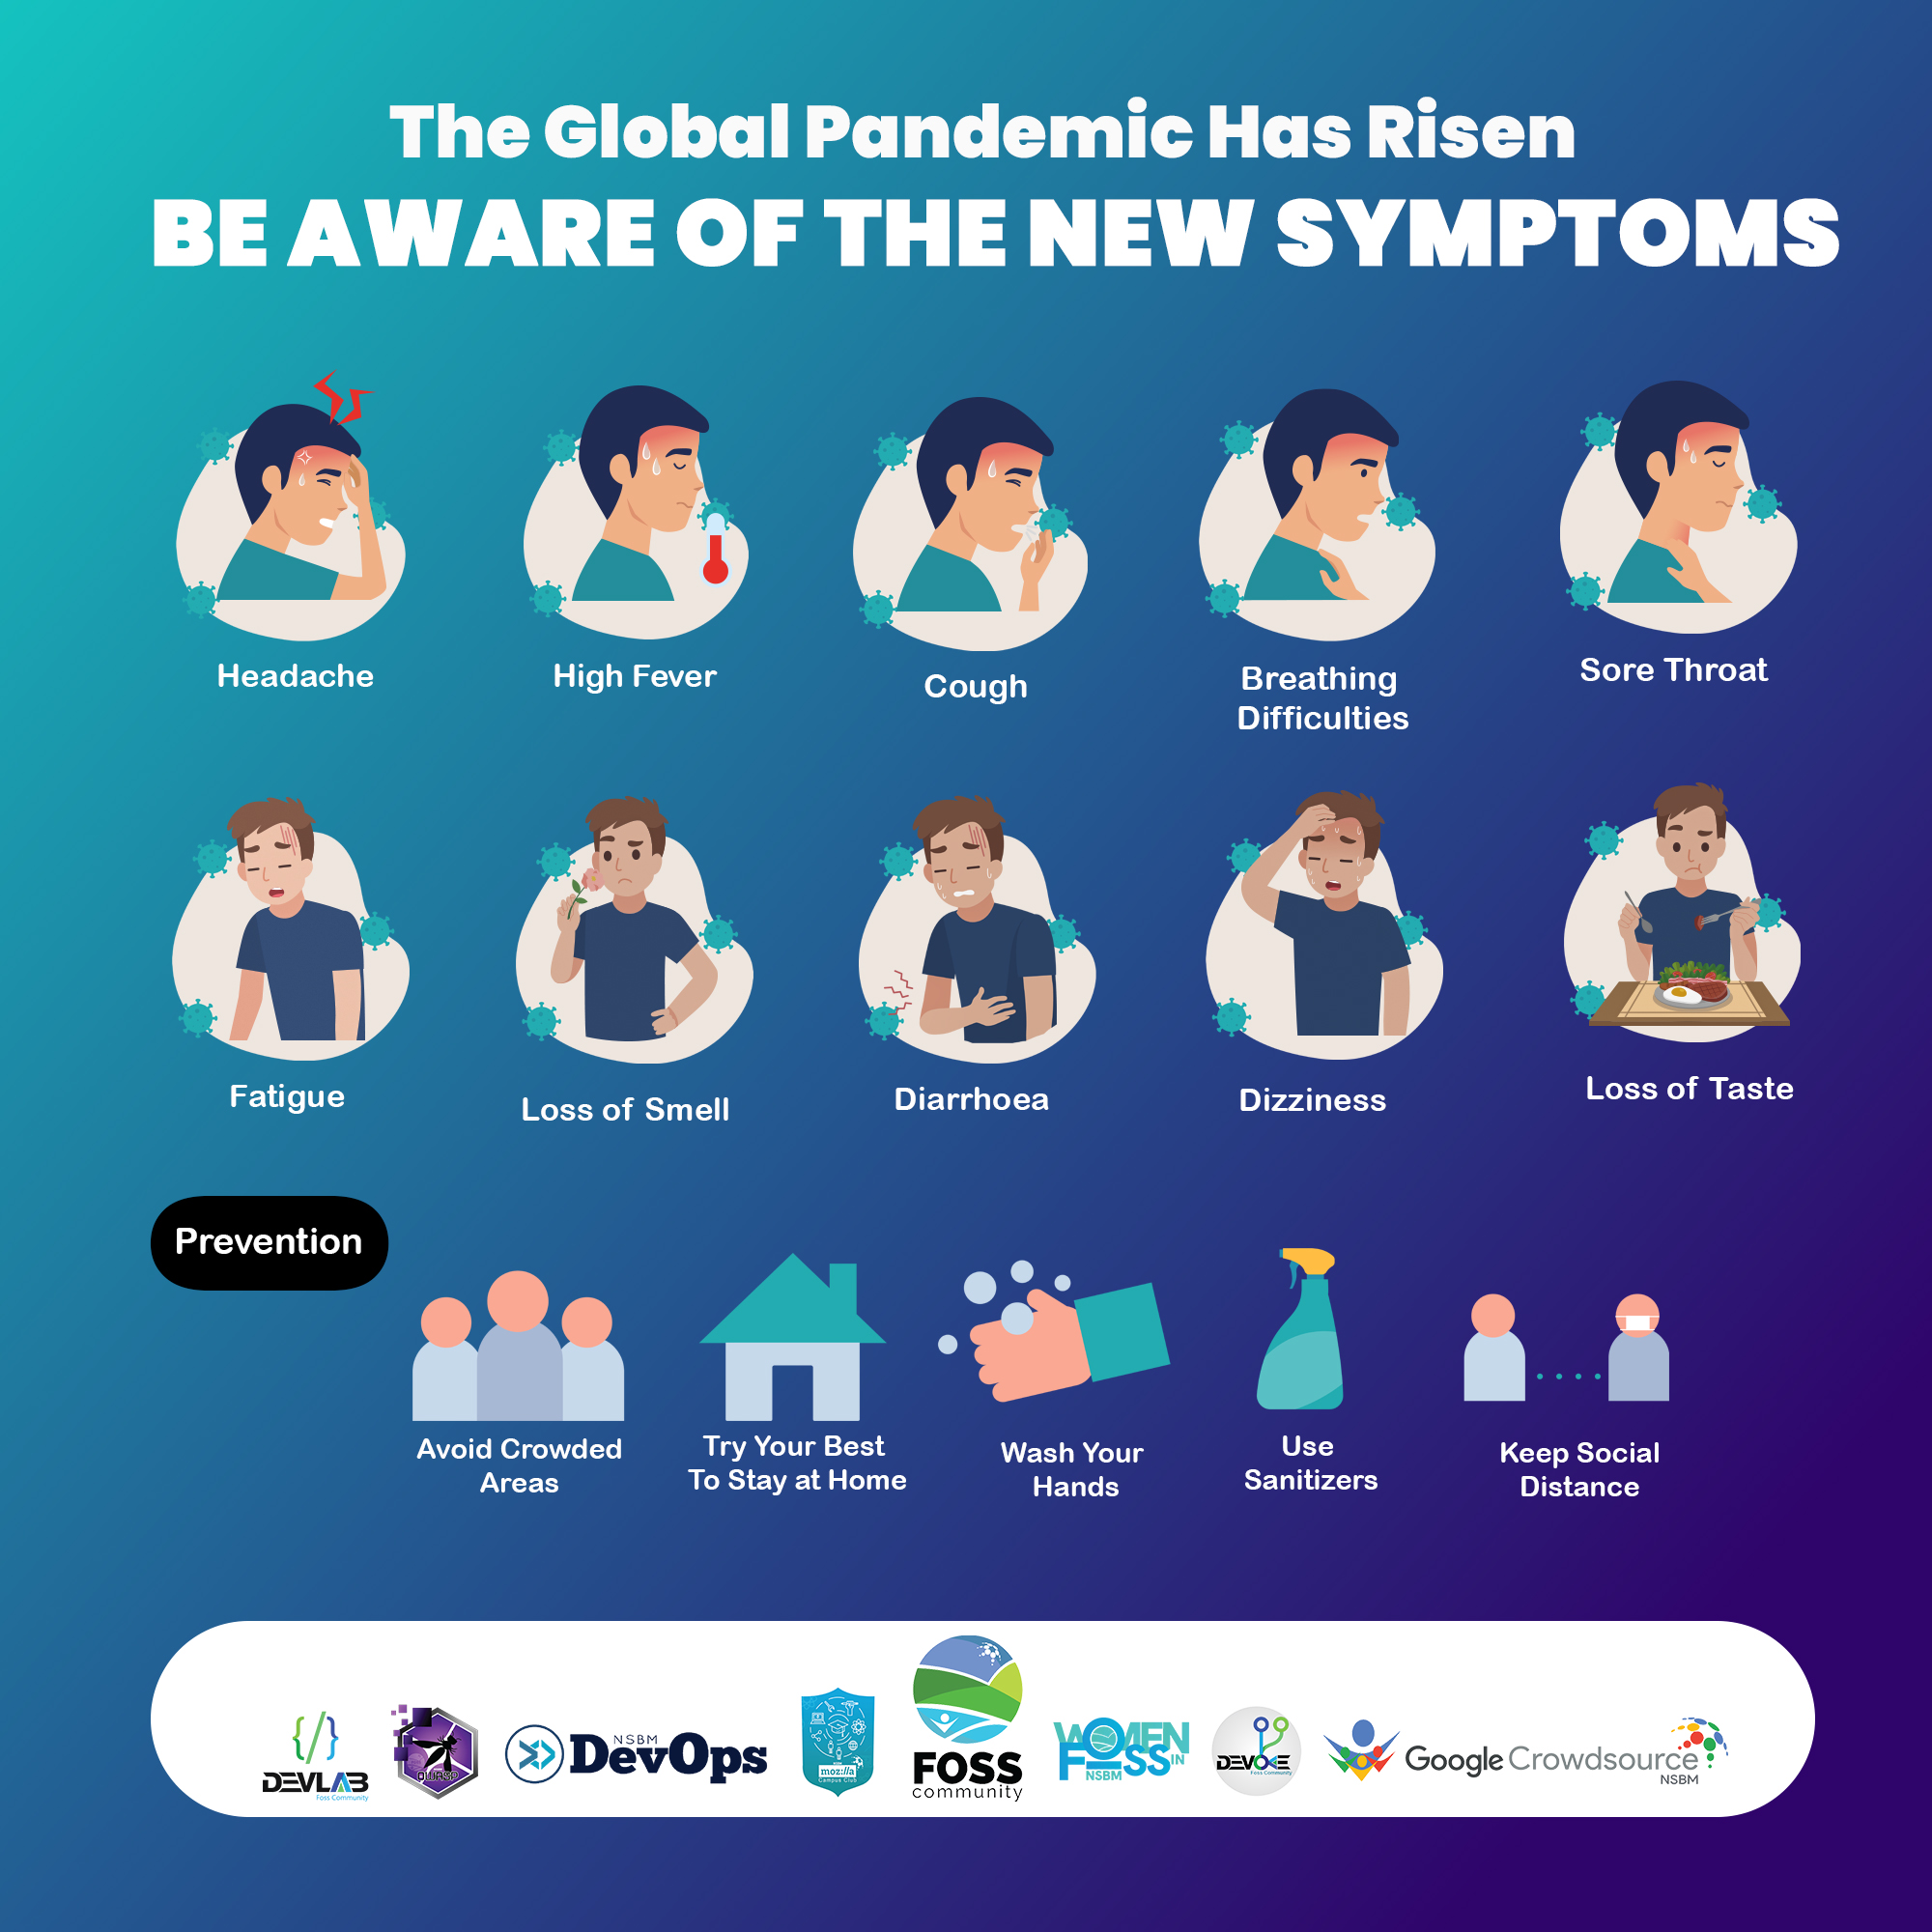 The Global Pandemic Has Risen
BE AWARE OF THE NEW SYMPTOMS
Headache
High Fever
Cough
Breathing
Difficulties
Sore Throat
Fatigue
Loss of Smell
Diarrhoea
Dizziness
Loss of Taste
Prevention
Avoid Crowded
Areas
Try Your Best
To Stay at Home
Wash Your
Hands
Use
Sanitizers
Keep Social
Distance
DEVLAB
Foss Community
OWASP
NSBM
DevOps
moz://a
Campus Club
FOSS
community
WOMEN
IN
FOSS
NSBM
DEVOXE
Foss Community
Google Crowdsource
NSBM